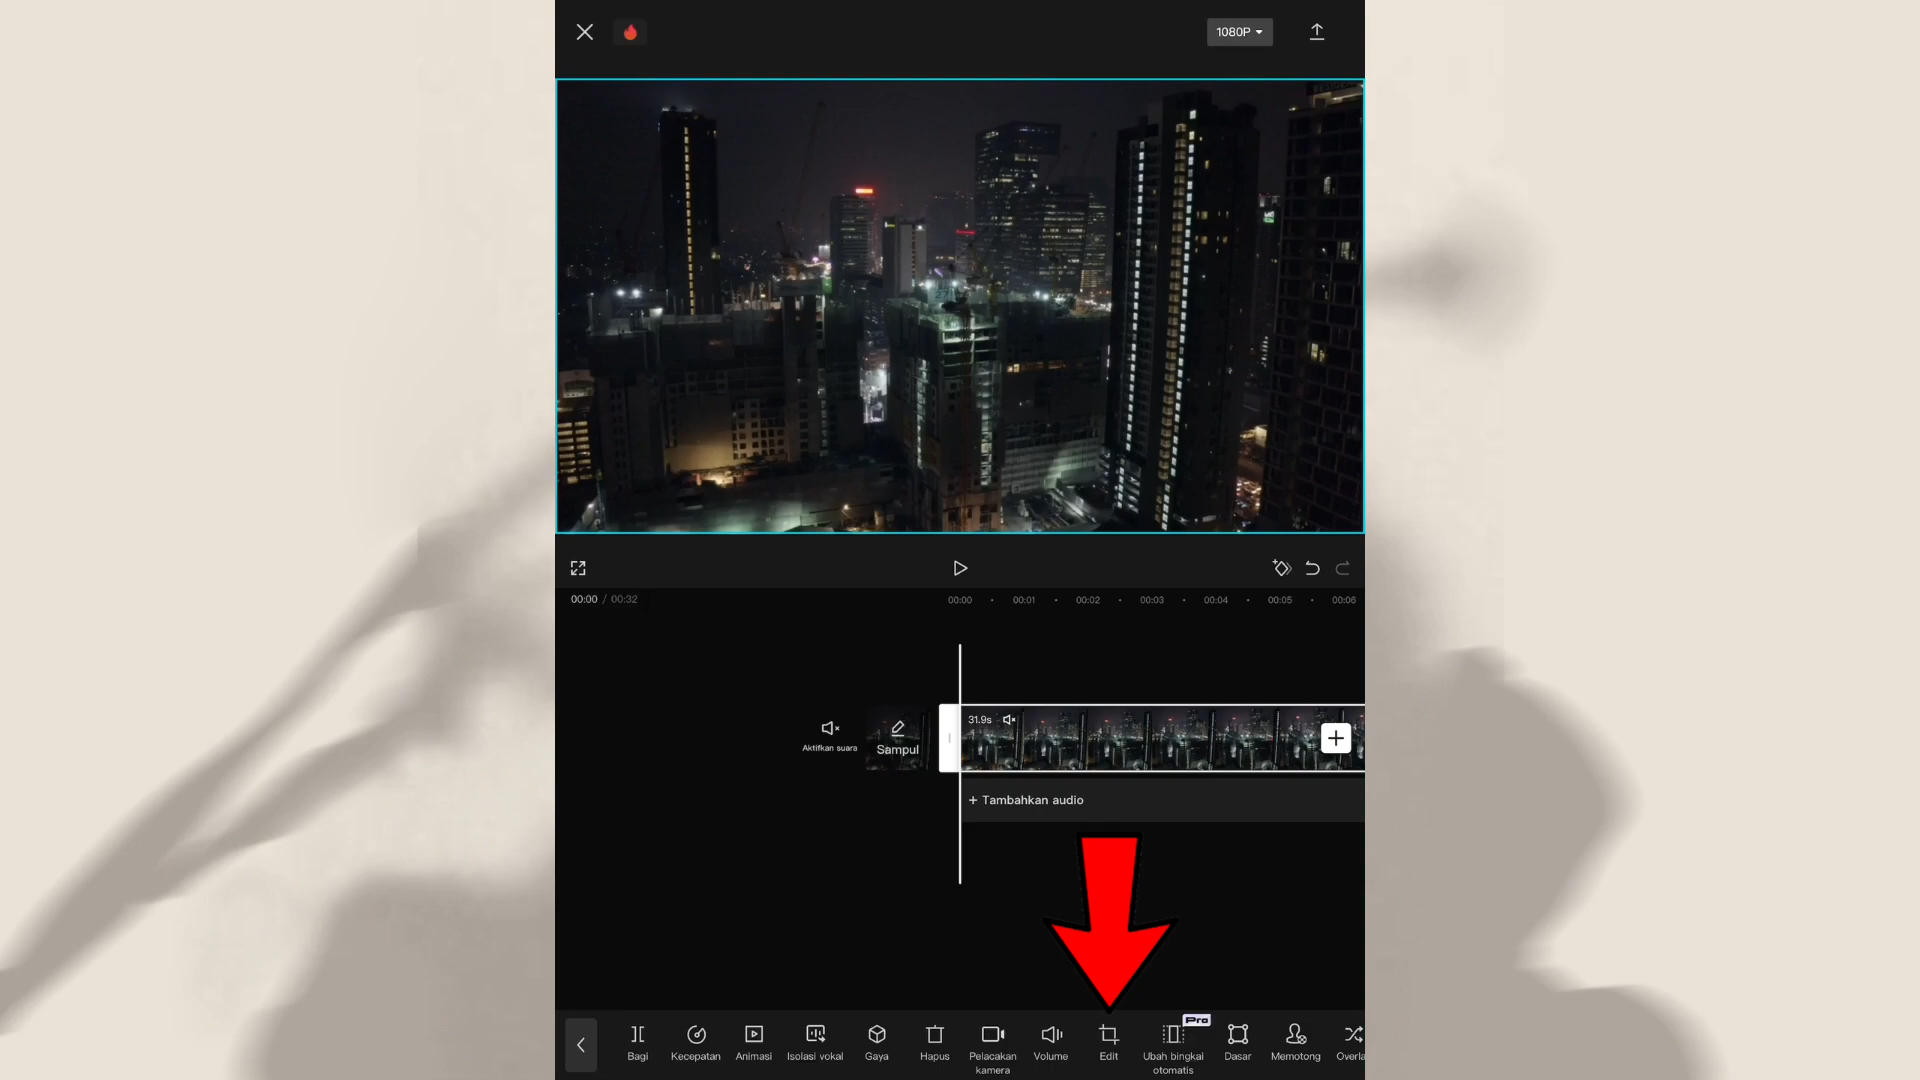 1080P
00:00 / 00:32
00:00 00:01 00:02 00:03 00:04 00:05 00:06
31.9s
Aktifkan suara
Sampul
+ Tambahkan audio
Pro
Bagi
Kecepatan
Animasi
Isolasi vokal
Gaya
Hapus
Pelacakan
kamera
Volume
Edit
Ubah bingkai
otomatis
Dasar
Memotong
Overla